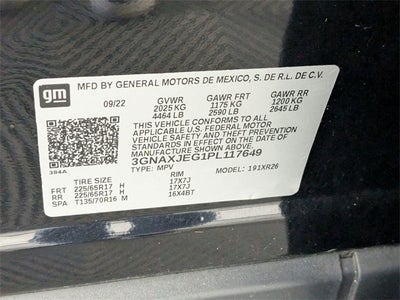 gm
MFD BY GENERAL MOTORS DE MEXICO, S. DE R.L. DE C.V.
09/22 GVWR GAWR FRT GAWR RR
2025 KG 1175 KG 1200 KG
4464 LB 2590 LB 2645 LB
THIS VEHICLE CONFORMS TO ALL
APPLICABLE U.S. FEDERAL MOTOR
VEHICLE SAFETY, BUMPER, AND THEFT
PREVENTION STANDARDS IN EFFECT ON
THE DATE OF MANUFACTURE SHOWN ABOVE.
3GNAXJEG1PL117649
384A
TYPE: MPV MODEL: 191XR26
TIRE SIZE RIM
FRT 225/65R17 H 17X7J
RR 225/65R17 H 17X7J
SPA T135/70R16 M 16X4BT